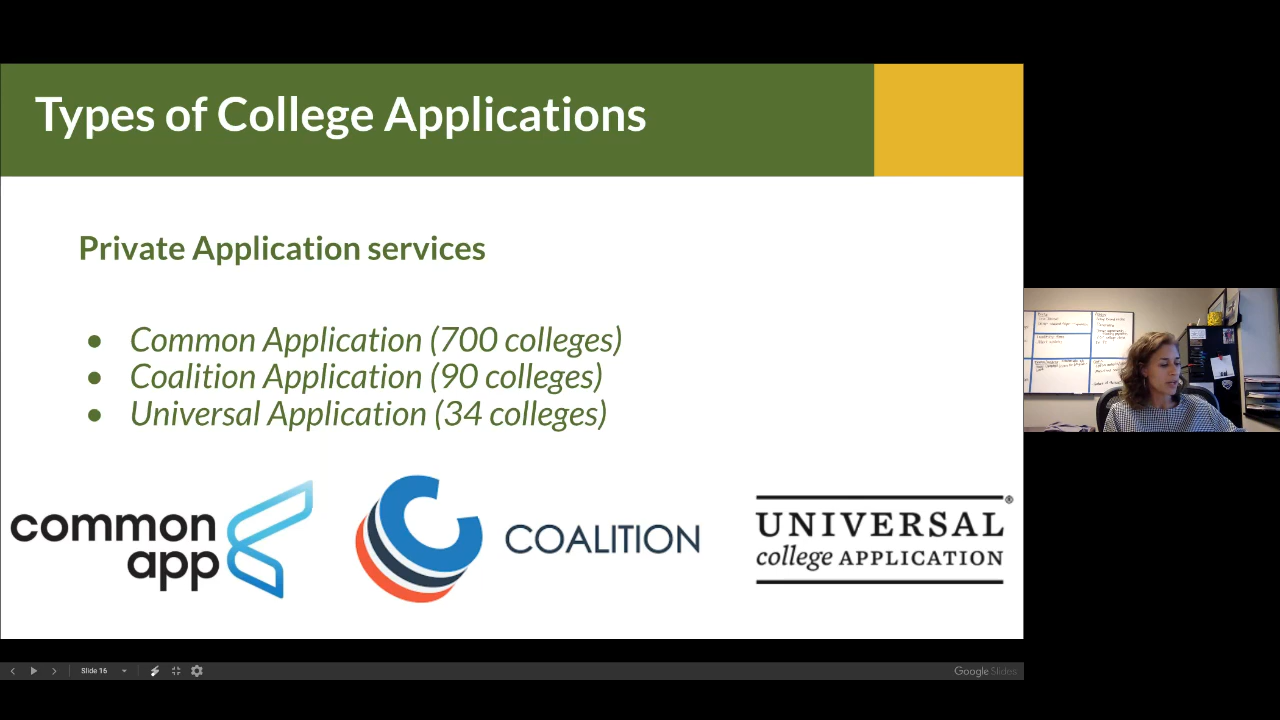 Types of College Applications
Private Application services
● Common Application (700 colleges)
● Coalition Application (90 colleges)
● Universal Application (34 colleges)
common
app
COALITION
UNIVERSAL®
college APPLICATION
Slide 16
Google Slides